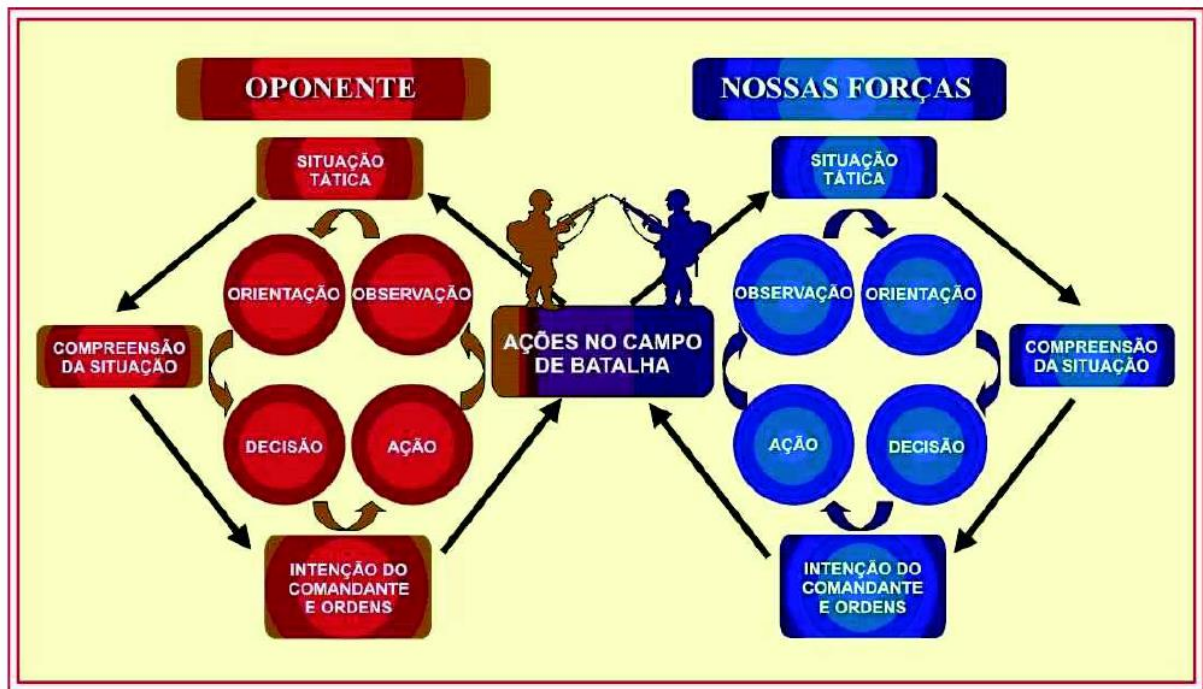 OPONENTE
SITUAÇÃO
TÁTICA
ORIENTAÇÃO
OBSERVAÇÃO
COMPREENSÃO
DA SITUAÇÃO
DECISÃO
AÇÃO
INTENÇÃO DO
COMANDANTE
E ORDENS
AÇÕES NO CAMPO
DE BATALHA
NOSSAS FORÇAS
SITUAÇÃO
TÁTICA
OBSERVAÇÃO
ORIENTAÇÃO
COMPREENSÃO
DA SITUAÇÃO
AÇÃO
DECISÃO
INTENÇÃO DO
COMANDANTE
E ORDENS